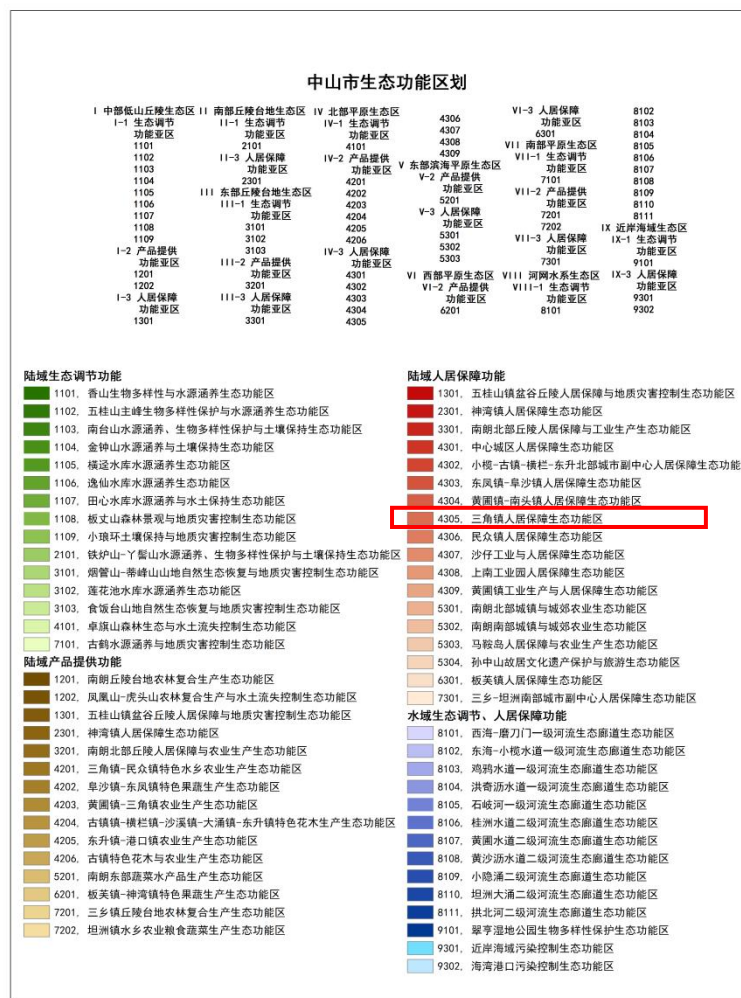 中山市生态功能区划
I 中部低山丘陵生态区
I-1 生态调节
功能亚区
1101
1102
1103
1104
1105
1106
1107
1108
1109
I-2 产品提供
功能亚区
1201
1202
I-3 人居保障
功能亚区
1301
II 南部丘陵台地生态区
II-1 生态调节
功能亚区
2101
II-3 人居保障
功能亚区
2301
III 东部丘陵台地生态区
III-1 生态调节
功能亚区
3101
3102
3103
III-2 产品提供
功能亚区
3201
III-3 人居保障
功能亚区
3301
IV 北部平原生态区
IV-1 生态调节
功能亚区
4101
IV-2 产品提供
功能亚区
4201
4202
4203
4204
4205
4206
IV-3 人居保障
功能亚区
4301
4302
4303
4304
4305
4306
4307
4308
4309
V 东部滨海平原生态区
V-2 产品提供
功能亚区
5201
V-3 人居保障
功能亚区
5301
5302
5303
VI 西部平原生态区
VI-2 产品提供
功能亚区
6201
VI-3 人居保障
功能亚区
6301
VII 南部平原生态区
VII-1 生态调节
功能亚区
7101
VII-2 产品提供
功能亚区
7201
7202
VII-3 人居保障
功能亚区
7301
VIII 河网水系生态区
VIII-1 生态调节
功能亚区
8101
8102
8103
8104
8105
8106
8107
8108
8109
8110
8111
IX 近岸海域生态区
IX-1 生态调节
功能亚区
9101
IX-3 人居保障
功能亚区
9301
9302
陆域生态调节功能
1101, 香山生物多样性与水源涵养生态功能区
1102, 五桂山主峰生物多样性保护与水源涵养生态功能区
1103, 南台山水源涵养、生物多样性保护与土壤保持生态功能区
1104, 金钟山水源涵养与土壤保持生态功能区
1105, 横迳水库水源涵养生态功能区
1106, 逸仙水库水源涵养生态功能区
1107, 田心水库水源涵养与水土保持生态功能区
1108, 板丈山森林景观与地质灾害控制生态功能区
1109, 小琅环土壤保持与地质灾害控制生态功能区
2101, 铁炉山-丫髻山水源涵养、生物多样性保护与土壤保持生态功能区
3101, 烟管山-蒂峰山山地自然生态恢复与地质灾害控制生态功能区
3102, 莲花池水库水源涵养生态功能区
3103, 食饭台山地自然生态恢复与地质灾害控制生态功能区
4101, 卓旗山森林生态与水土流失控制生态功能区
7101, 古鹤水源涵养与地质灾害控制生态功能区
陆域产品提供功能
1201, 南朗丘陵台地农林复合生产生态功能区
1202, 凤凰山-虎头山农林复合生产与水土流失控制生态功能区
1301, 五桂山镇盆谷丘陵人居保障与地质灾害控制生态功能区
2301, 神湾镇人居保障生态功能区
3201, 南朗北部丘陵人居保障与农业生产生态功能区
4201, 三角镇-民众镇特色水乡农业生产生态功能区
4202, 阜沙镇-东凤镇特色果蔬生产生态功能区
4203, 黄圃镇-三角镇农业生产生态功能区
4204, 古镇镇-横栏镇-沙溪镇-大涌镇-东升镇特色花木生产生态功能区
4205, 东升镇-港口镇农业生产生态功能区
4206, 古镇特色花木与农业生产生态功能区
5201, 南朗东部蔬菜水产品生产生态功能区
6201, 板芙镇-神湾镇特色果蔬生产生态功能区
7201, 三乡镇丘陵台地农林复合生产生态功能区
7202, 坦洲镇水乡农业粮食蔬菜生产生态功能区
陆域人居保障功能
1301, 五桂山镇盆谷丘陵人居保障与地质灾害控制生态功能区
2301, 神湾镇人居保障生态功能区
3301, 南朗北部丘陵人居保障与工业生产生态功能区
4301, 中心城区人居保障生态功能区
4302, 小榄-古镇-横栏-东升北部城市副中心人居保障生态功能
4303, 东凤镇-阜沙镇人居保障生态功能区
4304, 黄圃镇-南头镇人居保障生态功能区
4305, 三角镇人居保障生态功能区
4306, 民众镇人居保障生态功能区
4307, 沙仔工业与人居保障生态功能区
4308, 上南工业园人居保障生态功能区
4309, 黄圃镇工业生产与人居保障生态功能区
5301, 南朗北部城镇与城郊农业生态功能区
5302, 南朗南部城镇与城郊农业生态功能区
5303, 马鞍岛人居保障与农业生产生态功能区
5304, 孙中山故居文化遗产保护与旅游生态功能区
6301, 板芙镇人居保障生态功能区
7301, 三乡-坦洲南部城市副中心人居保障生态功能区
水域生态调节、人居保障功能
8101, 西海-磨刀门一级河流生态廊道生态功能区
8102, 东海-小榄水道一级河流生态廊道生态功能区
8103, 鸡鸦水道一级河流生态廊道生态功能区
8104, 洪奇沥水道一级河流生态廊道生态功能区
8105, 石岐河一级河流生态廊道生态功能区
8106, 桂洲水道二级河流生态廊道生态功能区
8107, 黄圃水道二级河流生态廊道生态功能区
8108, 黄沙沥水道二级河流生态廊道生态功能区
8109, 小隐涌二级河流生态廊道生态功能区
8110, 坦洲大涌二级河流生态廊道生态功能区
8111, 拱北河二级河流生态廊道生态功能区
9101, 翠亨湿地公园生物多样性保护生态功能区
9301, 近岸海域污染控制生态功能区
9302, 海湾港口污染控制生态功能区